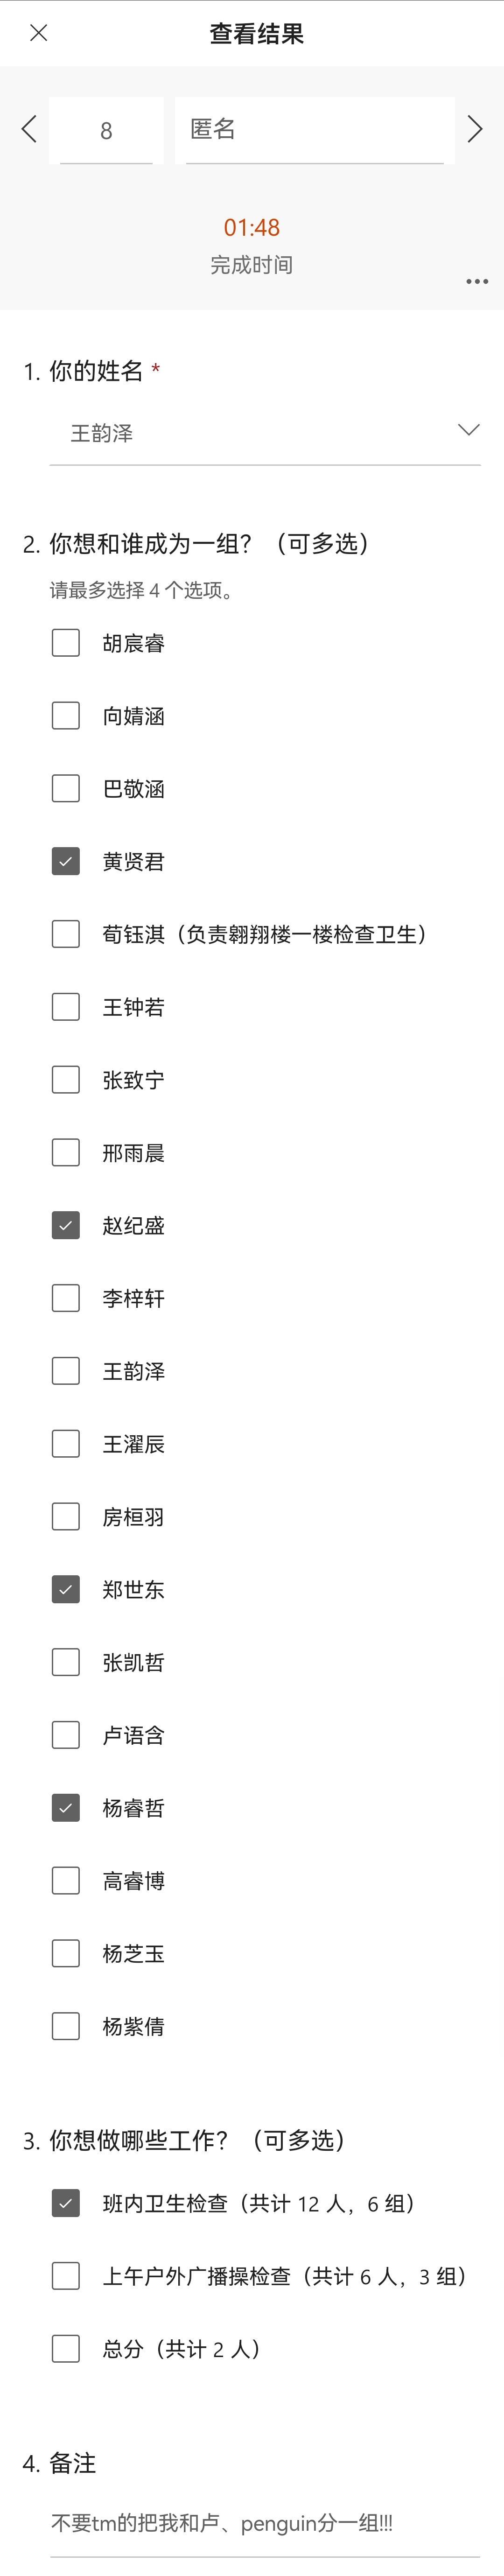 查看结果
8 匿名
01:48
完成时间
1. 你的姓名 *
王韵泽
2. 你想和谁成为一组？（可多选）
请最多选择 4 个选项。
胡宸睿
向婧涵
巴敬涵
黄贤君
荀钰淇（负责翱翔楼一楼检查卫生）
王钟若
张致宁
邢雨晨
赵纪盛
李梓轩
王韵泽
王濯辰
房桓羽
郑世东
张凯哲
卢语含
杨睿哲
高睿博
杨芝玉
杨紫倩
3. 你想做哪些工作？（可多选）
班内卫生检查（共计 12 人，6 组）
上午户外广播操检查（共计 6 人，3 组）
总分（共计 2 人）
4. 备注
不要tm的把我和卢、penguin分一组!!!